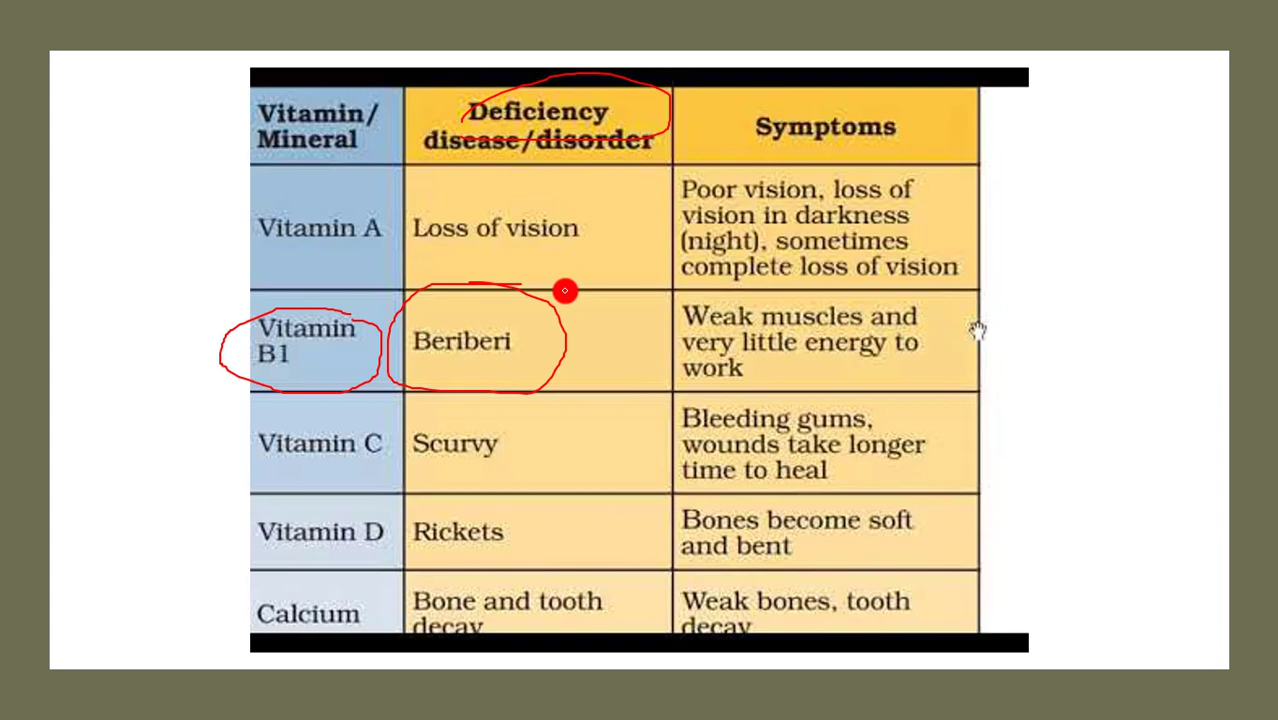 Vitamin/
Mineral
Deficiency
disease/disorder
Symptoms
Vitamin A
Loss of vision
Poor vision, loss of
vision in darkness
(night), sometimes
complete loss of vision
Vitamin
B1
Beriberi
Weak muscles and
very little energy to
work
Vitamin C
Scurvy
Bleeding gums,
wounds take longer
time to heal
Vitamin D
Rickets
Bones become soft
and bent
Calcium
Bone and tooth
decay
Weak bones, tooth
decay